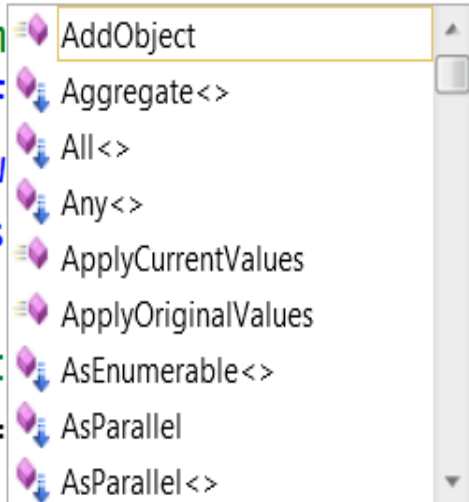 AddObject
Aggregate<>
All<>
Any<>
ApplyCurrentValues
ApplyOriginalValues
AsEnumerable<>
AsParallel
AsParallel<>